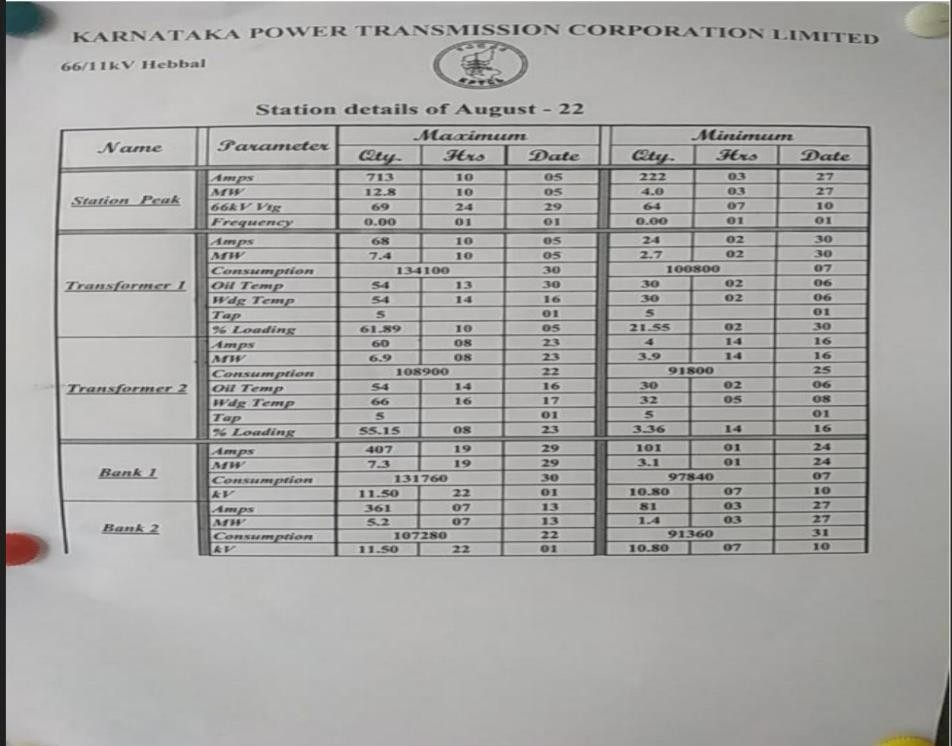 KARNATAKA POWER TRANSMISSION CORPORATION LIMITED
66/11kV Hebbal
KPTCL
Station details of August - 22
Name Parameter Maximum Minimum
Qty. Hrs Date Qty. Hrs Date
Station Peak
Amps 713 10 05 222 03 27
MW 12.8 10 05 4.0 03 27
66kV Vtg 69 24 29 64 07 10
Frequency 0.00 01 01 0.00 01 01
Transformer 1
Amps 68 10 05 24 02 30
MW 7.4 10 05 2.7 02 30
Consumption 134100 30 100800 07
Oil Temp 54 13 30 30 02 06
Wdg Temp 54 14 16 30 02 06
Tap 5 01 5 01
% Loading 61.89 10 05 21.55 02 30
Transformer 2
Amps 60 08 23 4 14 16
MW 6.9 08 23 3.9 14 16
Consumption 108900 22 91800 25
Oil Temp 54 14 16 30 02 06
Wdg Temp 66 16 17 32 05 08
Tap 5 01 5 01
% Loading 55.15 08 23 3.36 14 16
Bank 1
Amps 407 19 29 101 01 24
MW 7.3 19 29 3.1 01 24
Consumption 131760 30 97840 07
kV 11.50 22 01 10.80 07 10
Bank 2
Amps 361 07 13 81 03 27
MW 5.2 07 13 1.4 03 27
Consumption 107280 22 91360 31
kV 11.50 22 01 10.80 07 10